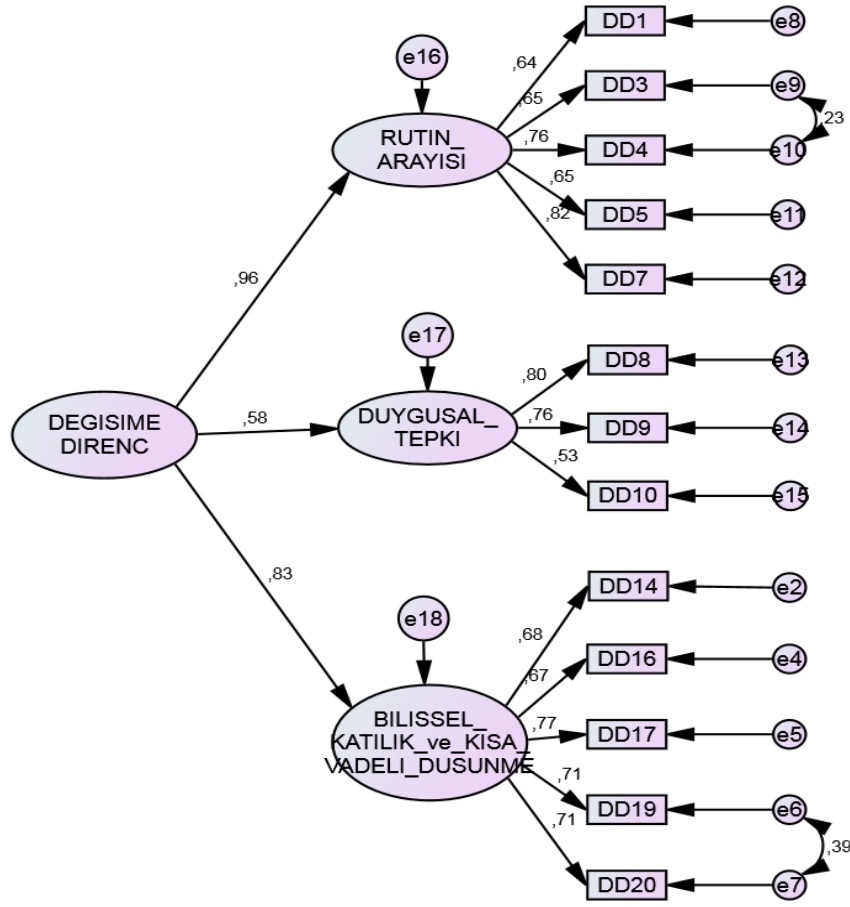 e16
RUTIN_
ARAYISI
,64
,65
,76
,65
,82
DD1
e8
DD3
e9
DD4
e10
,23
DD5
e11
DD7
e12
,96
e17
DEGISIME
DIRENC
,58
DUYGUSAL_
TEPKI
,80
,76
,53
DD8
e13
DD9
e14
DD10
e15
,83
e18
BILISSEL_
KATILIK_ve_KISA_
VADELI_DUSUNME
,68
,67
,77
,71
,71
DD14
e2
DD16
e4
DD17
e5
DD19
e6
DD20
e7
,39